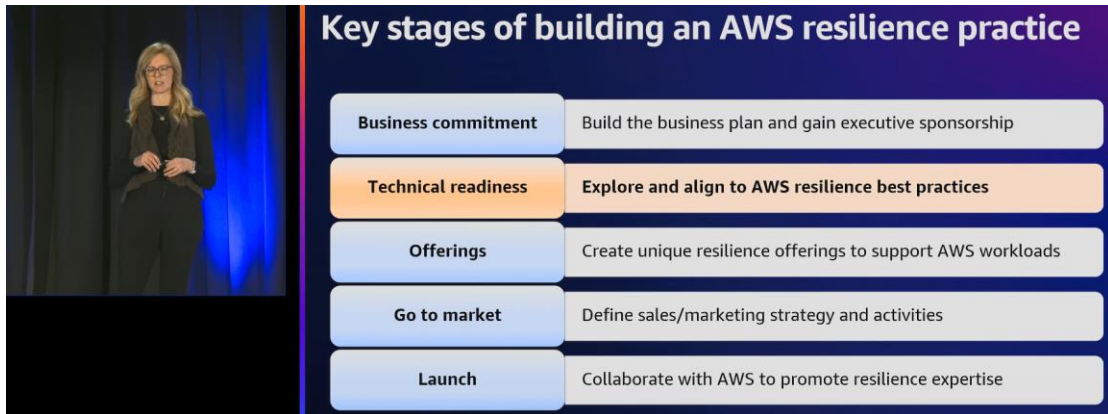 Key stages of building an AWS resilience practice
Business commitment
Build the business plan and gain executive sponsorship
Technical readiness
Explore and align to AWS resilience best practices
Offerings
Create unique resilience offerings to support AWS workloads
Go to market
Define sales/marketing strategy and activities
Launch
Collaborate with AWS to promote resilience expertise